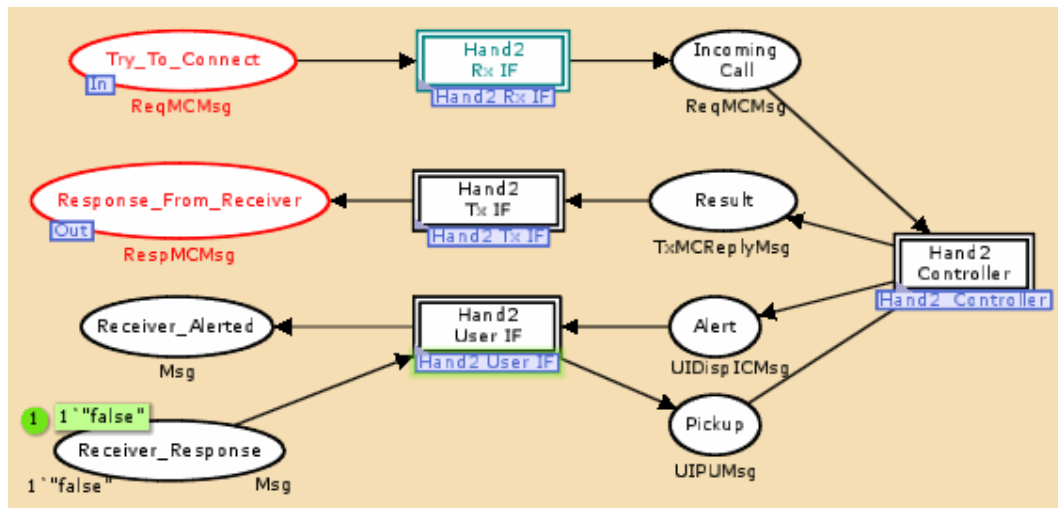 Try_To_Connect
In
ReqMCMsg
Hand2
Rx IF
Hand2 Rx IF
Incoming
Call
ReqMCMsg
Response_From_Receiver
Out
RespMCMsg
Hand2
Tx IF
Hand2 Tx IF
Result
TxMCReplyMsg
Hand2
Controller
Hand2_Controller
Receiver_Alerted
Msg
Hand2
User IF
Hand2 User IF
Alert
UIDispICMsg
1
1`"false"
Receiver_Response
1`"false"
Msg
Pickup
UIPUMsg